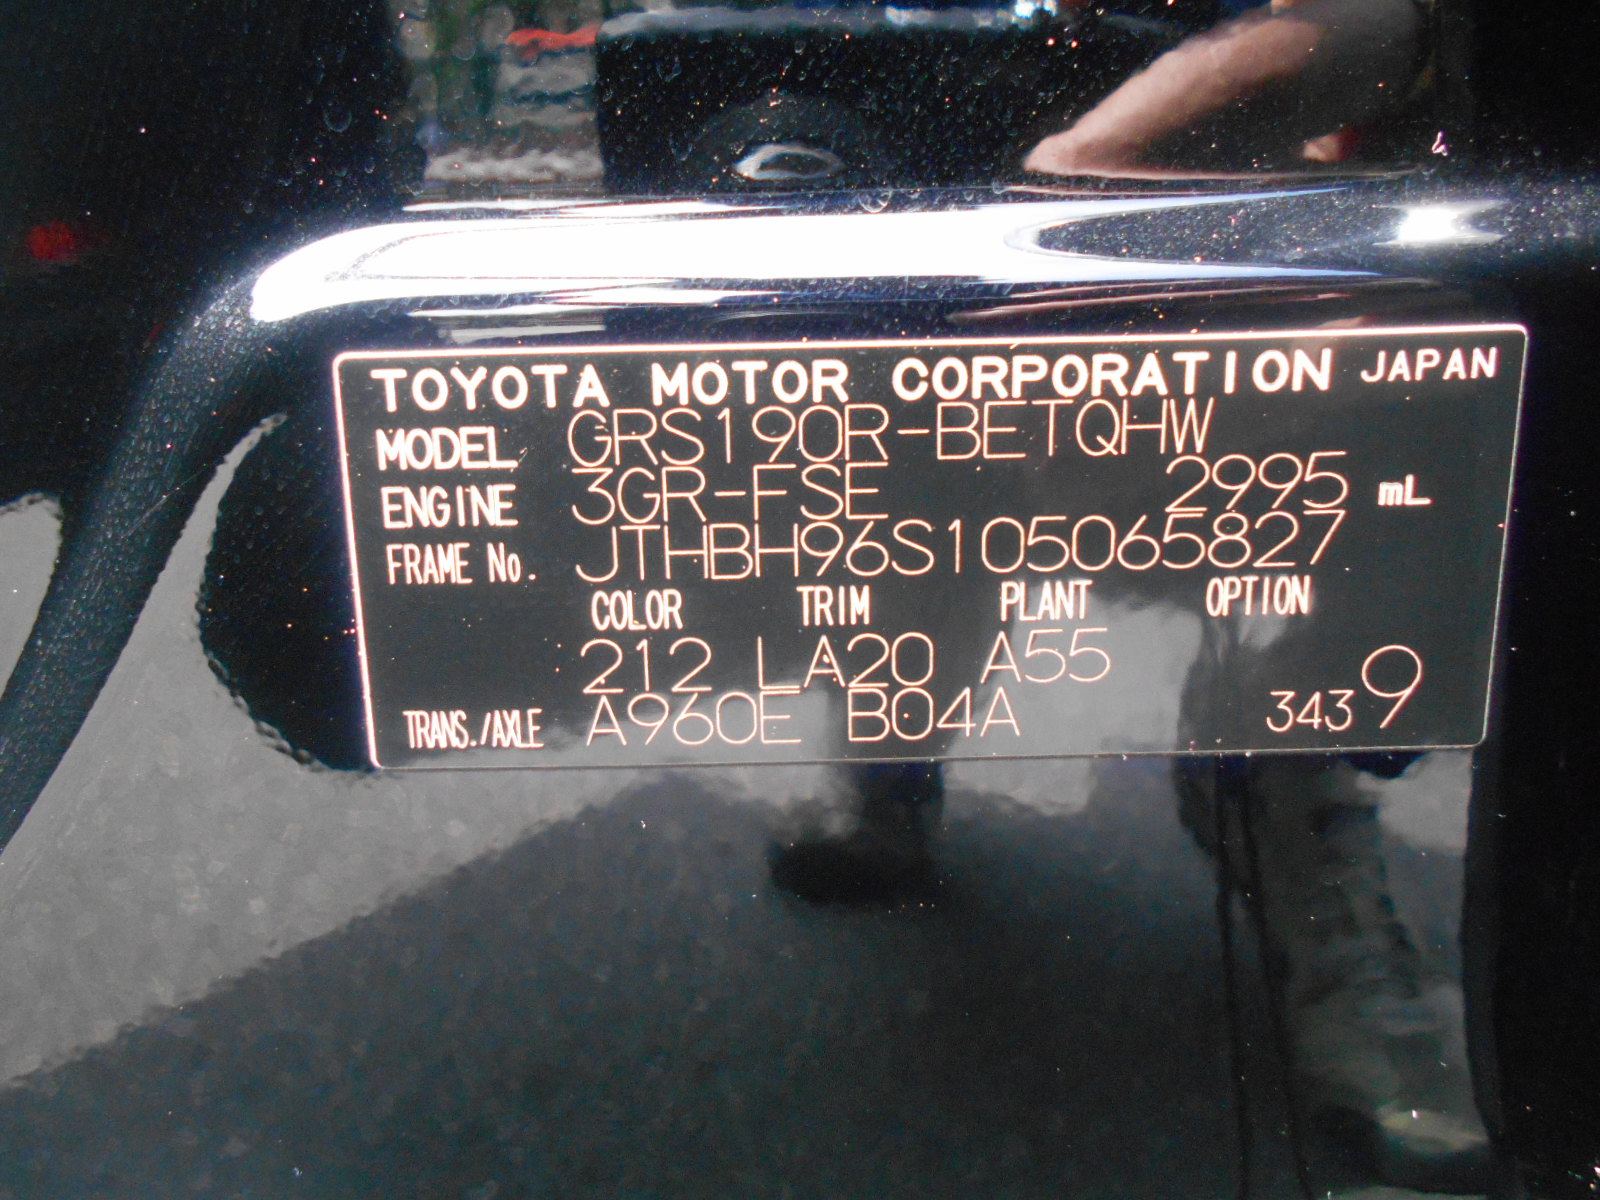 TOYOTA MOTOR CORPORATION JAPAN
MODEL GRS190R-BETQHW
ENGINE 3GR-FSE 2995 mL
FRAME No. JTHBH96S105065827
COLOR TRIM PLANT OPTION
212 LA20 A55
TRANS./AXLE A960E B04A 3439